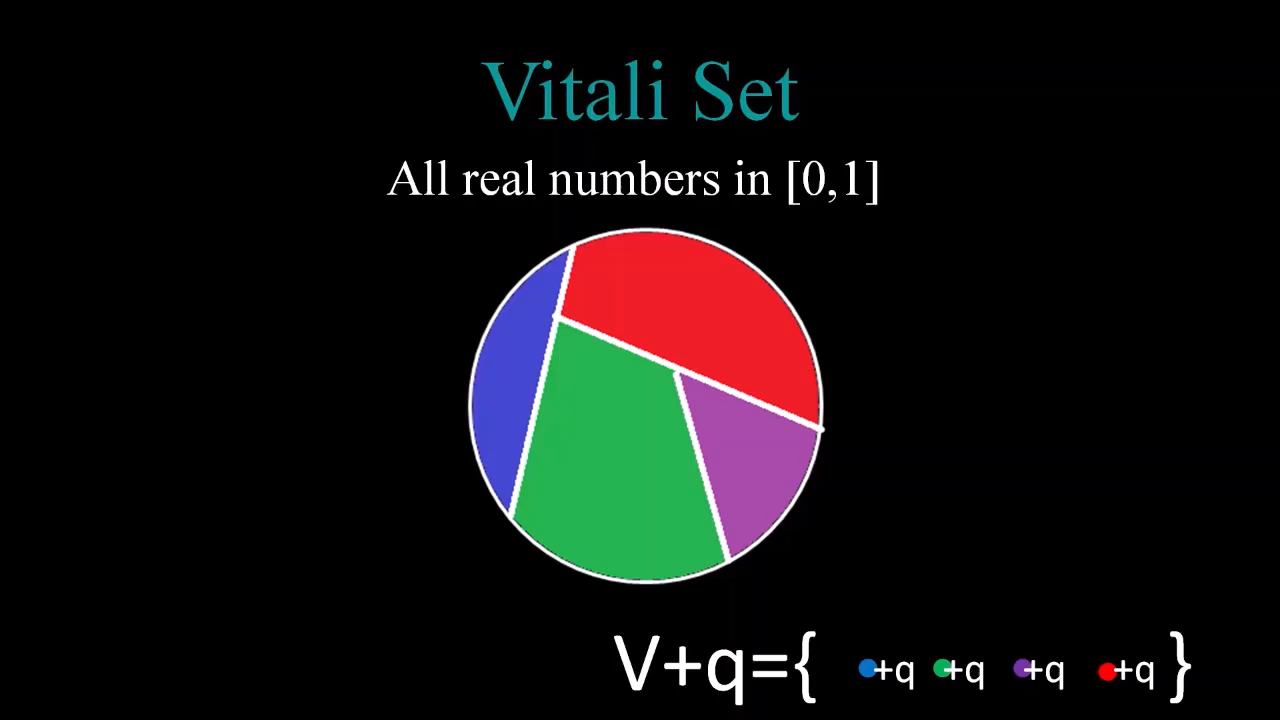 Vitali Set
All real numbers in [0,1]
V+q={ +q +q +q +q }